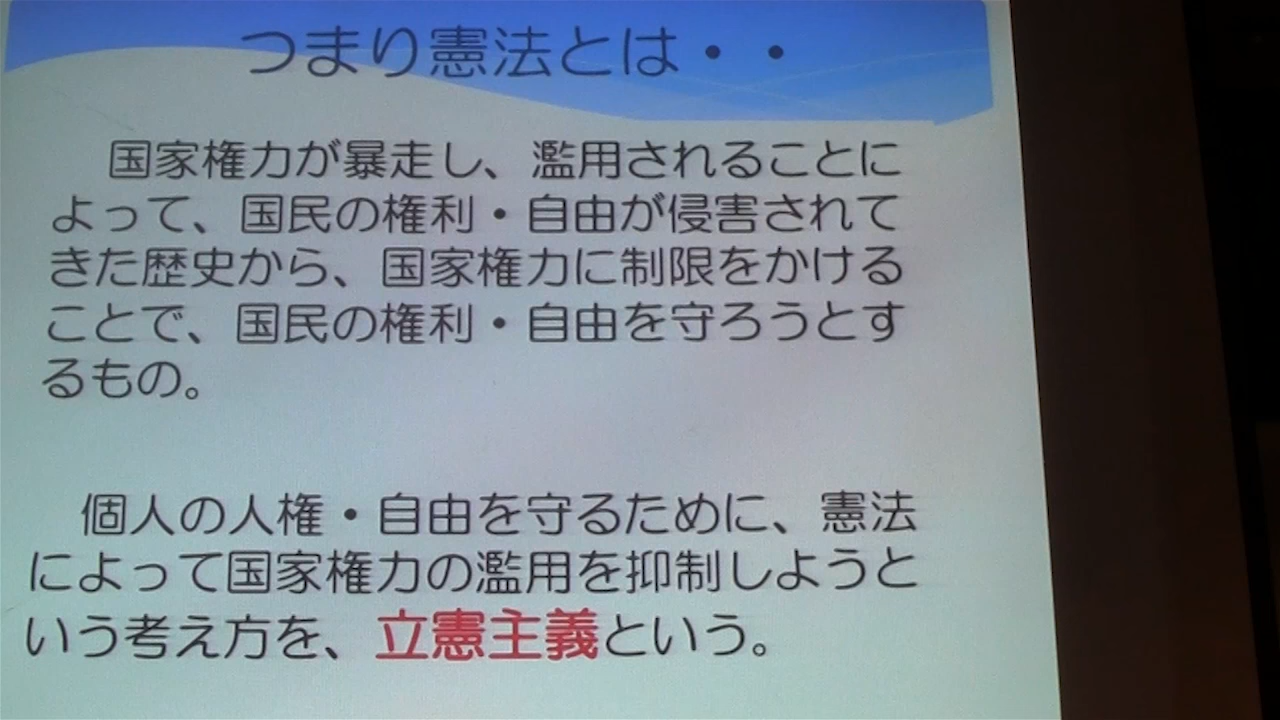 つまり憲法とは・・
国家権力が暴走し、濫用されることに
よって、国民の権利・自由が侵害されて
きた歴史から、国家権力に制限をかける
ことで、国民の権利・自由を守ろうとす
るもの。
個人の人権・自由を守るために、憲法
によって国家権力の濫用を抑制しようと
いう考え方を、立憲主義という。